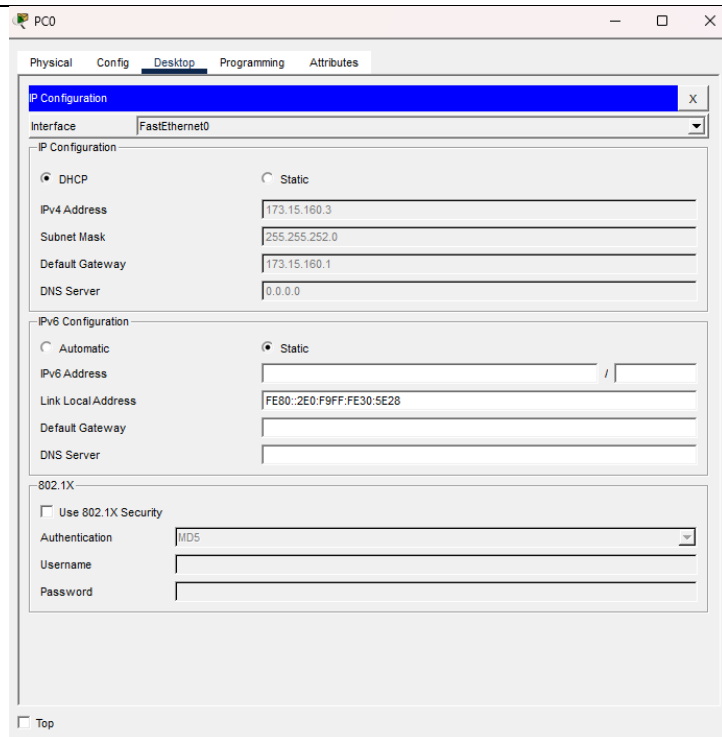 PC0
Physical Config Desktop Programming Attributes
IP Configuration X
Interface FastEthernet0
IP Configuration
DHCP Static
IPv4 Address 173.15.160.3
Subnet Mask 255.255.252.0
Default Gateway 173.15.160.1
DNS Server 0.0.0.0
IPv6 Configuration
Automatic Static
IPv6 Address /
Link Local Address FE80::2E0:F9FF:FE30:5E28
Default Gateway
DNS Server
802.1X
Use 802.1X Security
Authentication MD5
Username
Password
Top